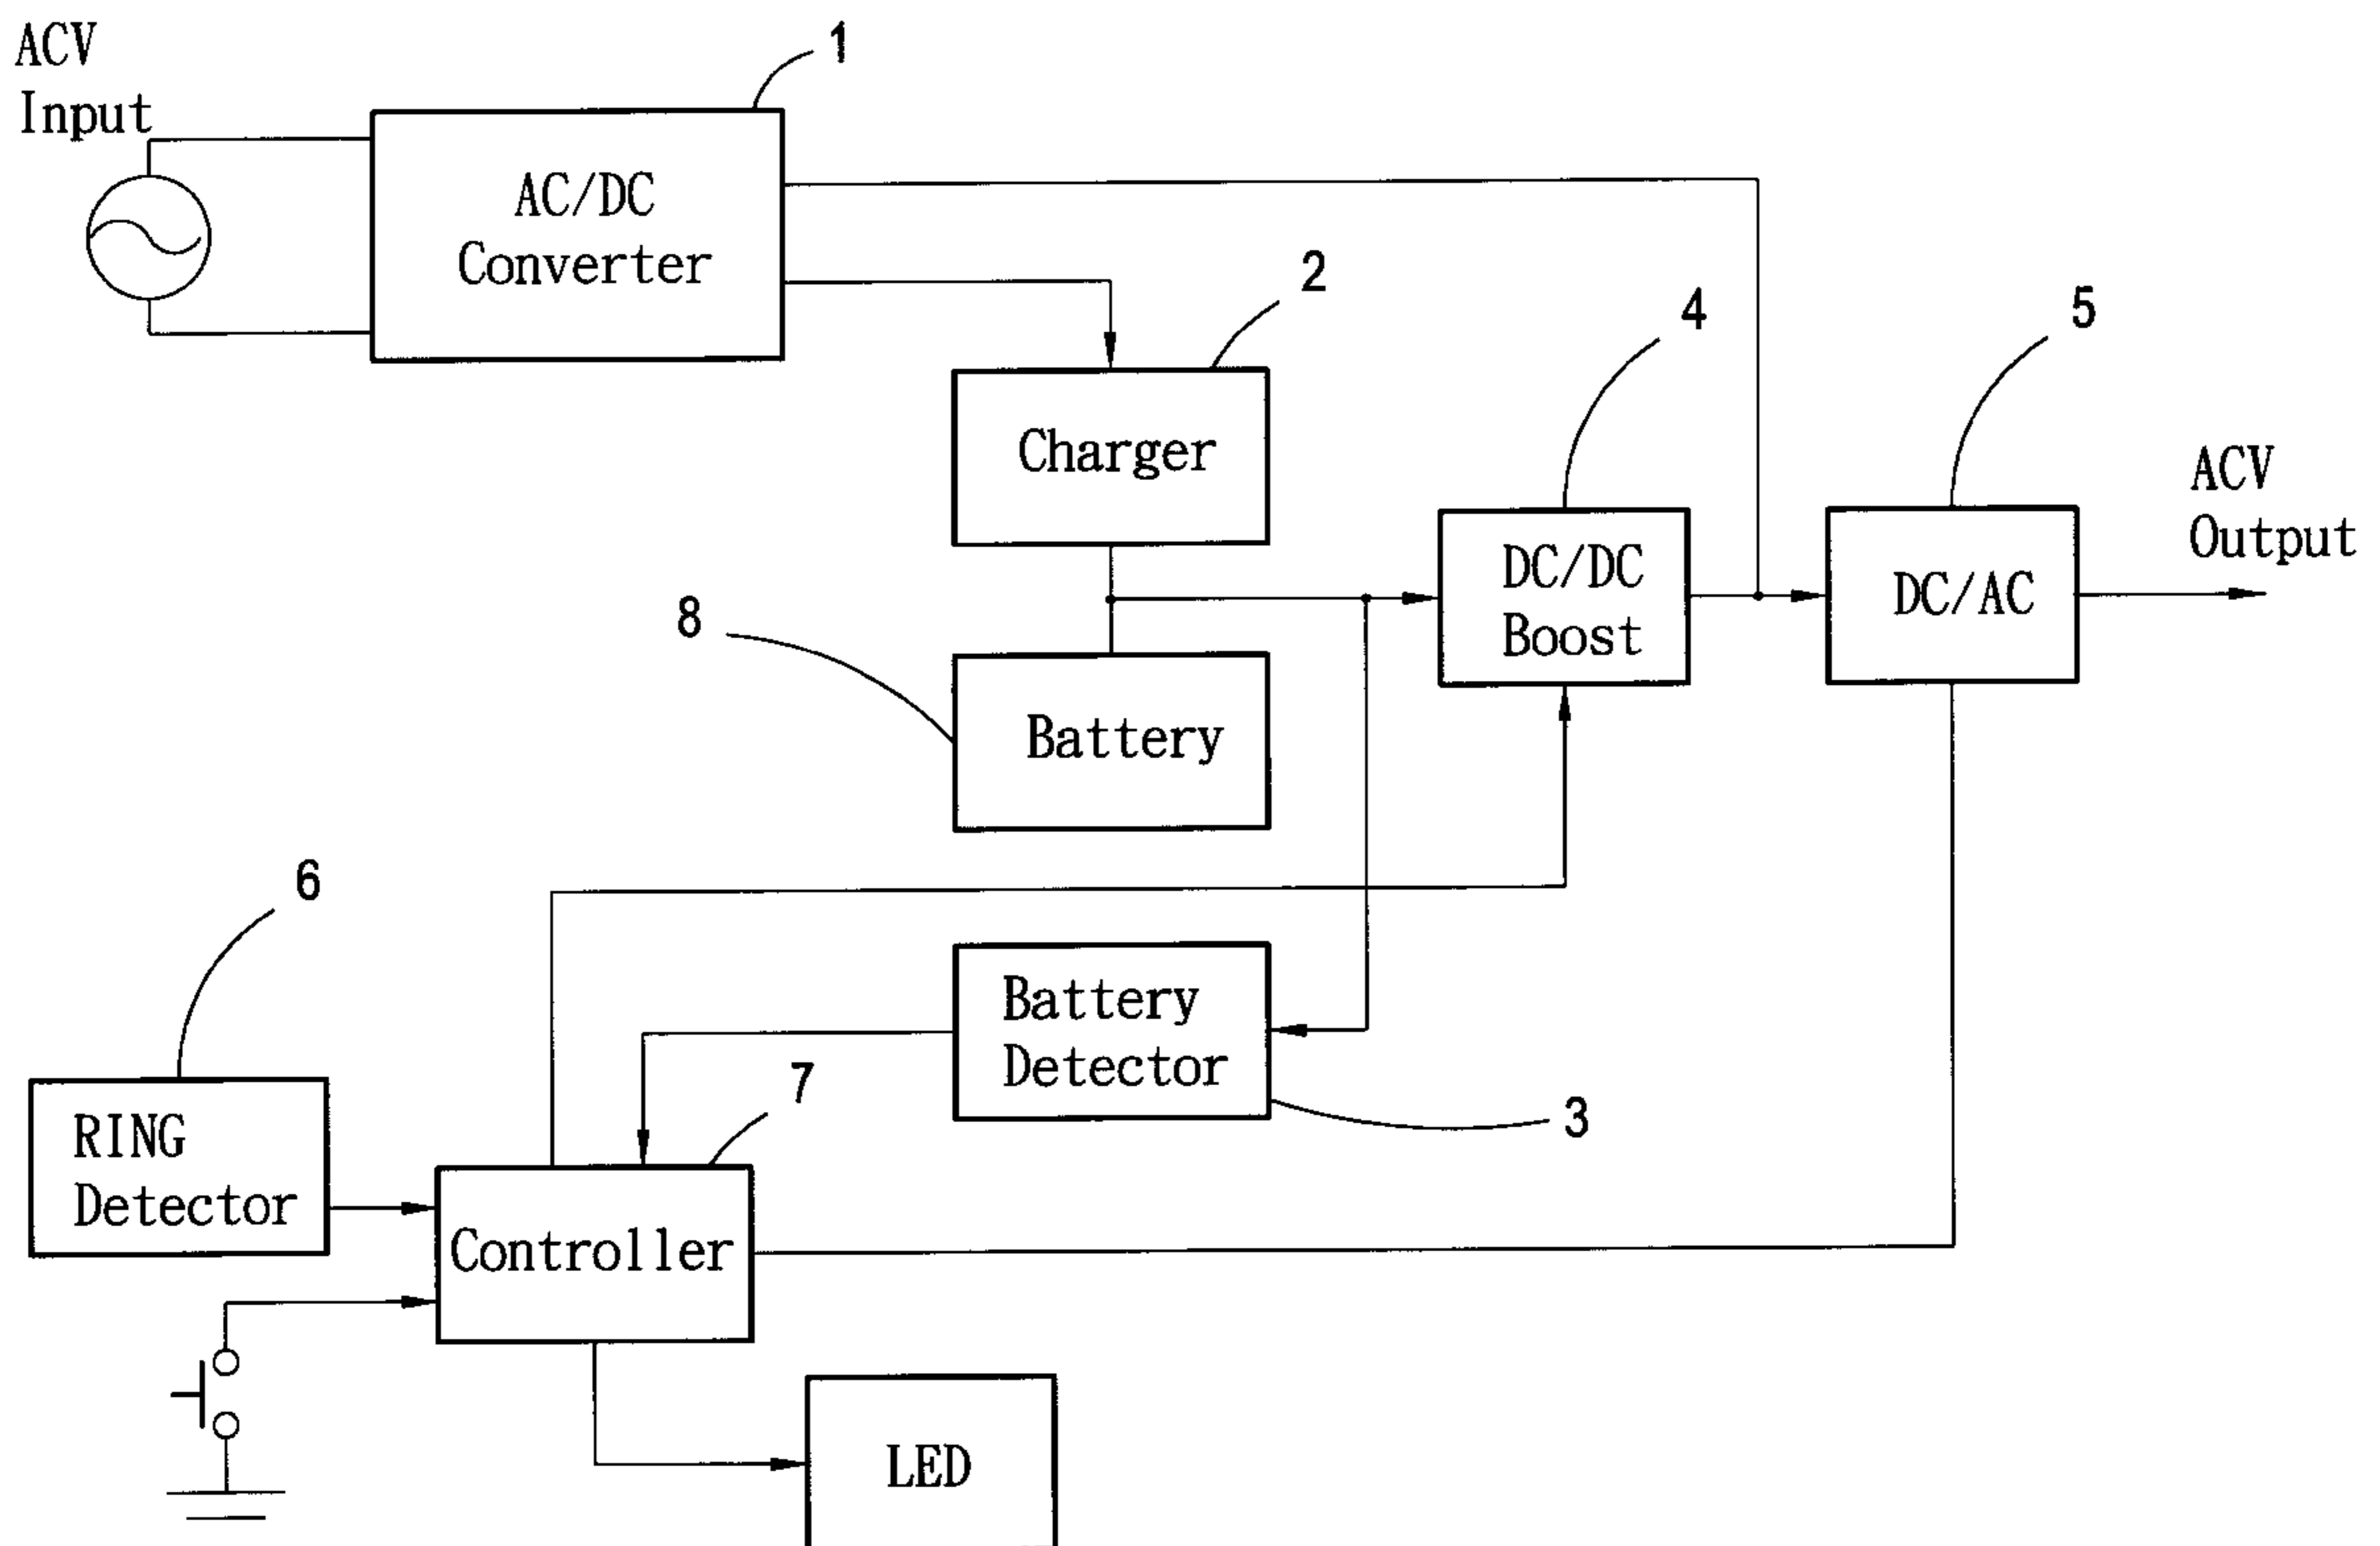 ACV
Input
1
AC/DC
Converter
2
4
5
Charger
ACV
Output
DC/DC
Boost
DC/AC
8
Battery
6
Battery
Detector
7
3
RING
Detector
Controller
LED